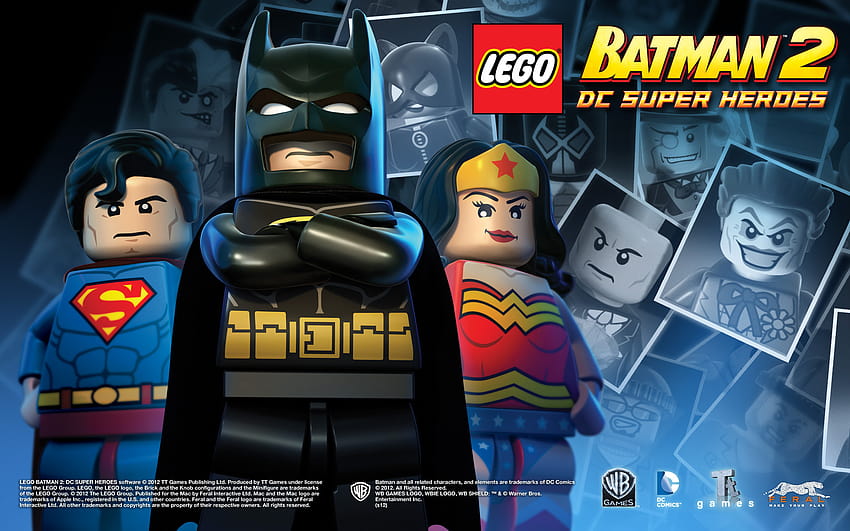 LEGO
BATMAN™ 2
DC SUPER HEROES
S
LEGO BATMAN 2: DC SUPER HEROES software © 2012 TT Games Publishing Ltd. Produced by TT Games under license
from the LEGO Group. LEGO, the LEGO logo, the Brick and the Knob configurations and the Minifigure are trademarks
of the LEGO Group. © 2012 The LEGO Group. Published for the Mac by Feral Interactive Ltd. Mac and the Mac logo are
trademarks of Apple Inc., registered in the U.S. and other countries. Feral and the Feral logo are trademarks of Feral
Interactive Ltd. All other trademarks and copyrights are the property of their respective owners. All rights reserved.
WB
Batman and all related characters, and elements are trademarks of DC Comics
© 2012. All Rights Reserved.
WB GAMES LOGO, WBIE LOGO, WB SHIELD: ™ & © Warner Bros.
Entertainment Inc.
(s12)
WB
GAMES
DC
COMICS™
TT
games
FERAL
MAKE YOUR PLAY